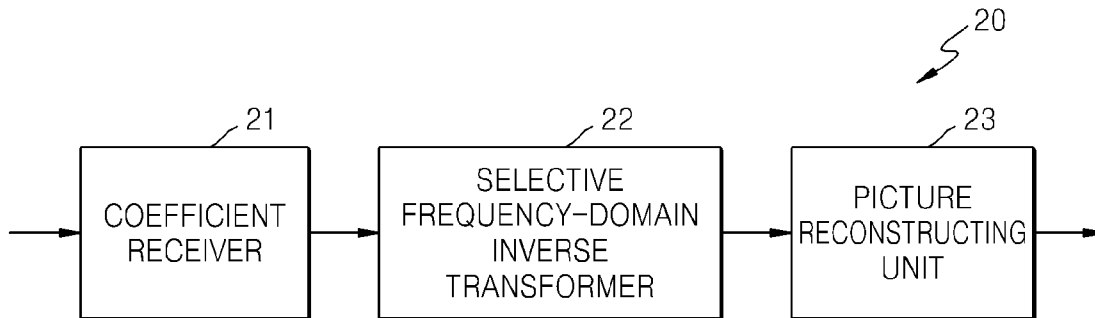 20
21
22
23
COEFFICIENT
RECEIVER
SELECTIVE
FREQUENCY-DOMAIN
INVERSE
TRANSFORMER
PICTURE
RECONSTRUCTING
UNIT